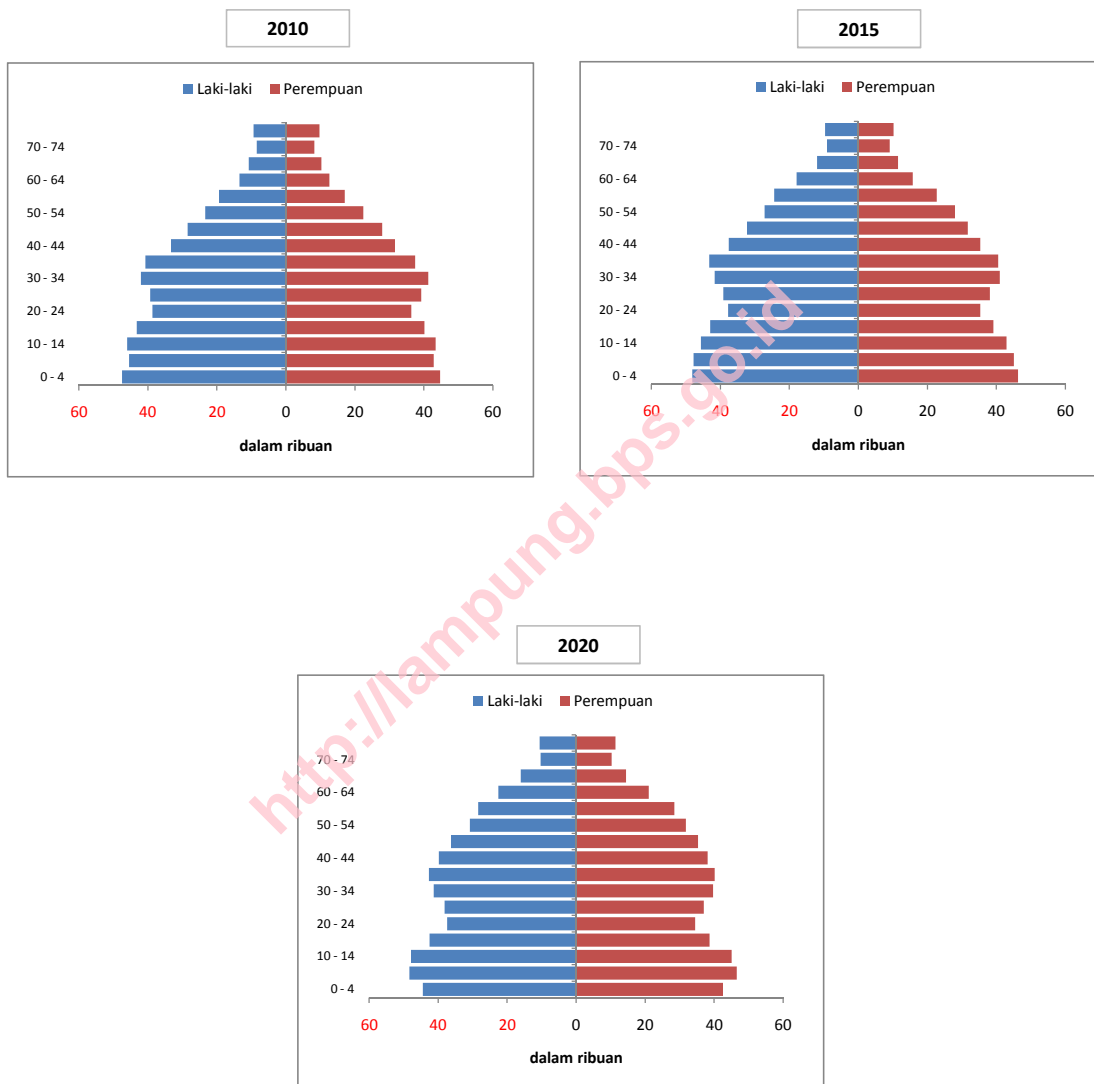 2010
Laki-laki Perempuan
70 - 74
60 - 64
50 - 54
40 - 44
30 - 34
20 - 24
10 - 14
0 - 4
60 40 20 0 20 40 60
dalam ribuan
2015
Laki-laki Perempuan
70 - 74
60 - 64
50 - 54
40 - 44
30 - 34
20 - 24
10 - 14
0 - 4
60 40 20 0 20 40 60
dalam ribuan
2020
Laki-laki Perempuan
70 - 74
60 - 64
50 - 54
40 - 44
30 - 34
20 - 24
10 - 14
0 - 4
60 40 20 0 20 40 60
dalam ribuan
http://lampung.bps.go.id